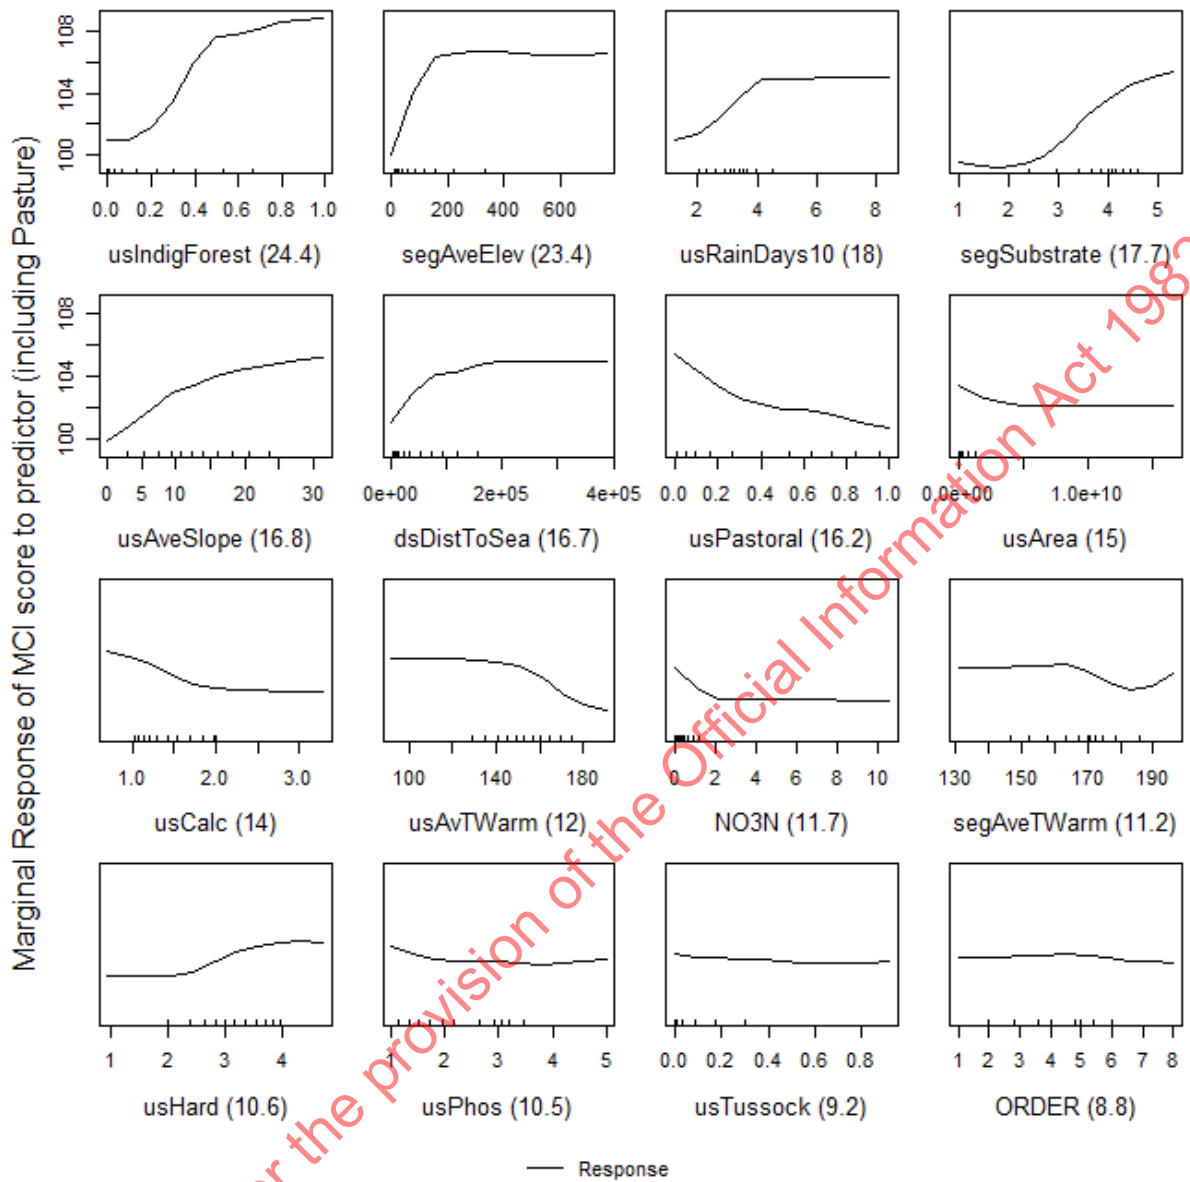 Marginal Response of MCI score to predictor (including Pasture)
100 104 108
0.0 0.2 0.4 0.6 0.8 1.0
usIndigForest (24.4)
0 200 400 600
segAveElev (23.4)
2 4 6 8
usRainDays10 (18)
1 2 3 4 5
segSubstrate (17.7)
100 104 108
0 5 10 20 30
usAveSlope (16.8)
0e+00 2e+05 4e+05
dsDistToSea (16.7)
0.0 0.2 0.4 0.6 0.8 1.0
usPastoral (16.2)
0.0e+00 1.0e+10
usArea (15)
1.0 2.0 3.0
usCalc (14)
100 140 180
usAvTWarm (12)
0 2 4 6 8 10
NO3N (11.7)
130 150 170 190
segAveTWarm (11.2)
1 2 3 4
usHard (10.6)
1 2 3 4 5
usPhos (10.5)
0.0 0.2 0.4 0.6 0.8
usTussock (9.2)
1 2 3 4 5 6 7 8
ORDER (8.8)
Response
the provision of the Official Information Act